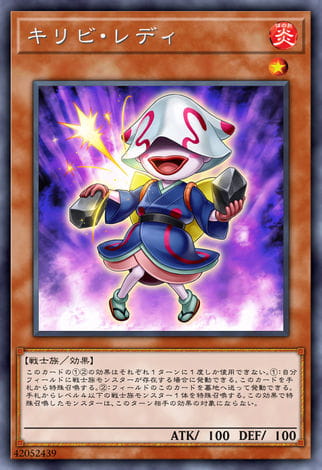 キリビ・レディ
炎
【戦士族／効果】
このカードの①②の効果はそれぞれ１ターンに１度しか使用できない。①：自分
フィールドに戦士族モンスターが存在する場合に発動できる。このカードを手
札から特殊召喚する。②：フィールドのこのカードを墓地へ送って発動できる。
手札からレベル４以下の戦士族モンスター１体を特殊召喚する。この効果で特
殊召喚したモンスターは、このターン相手の効果の対象にならない。
ATK/ 100 DEF/ 100
42052439